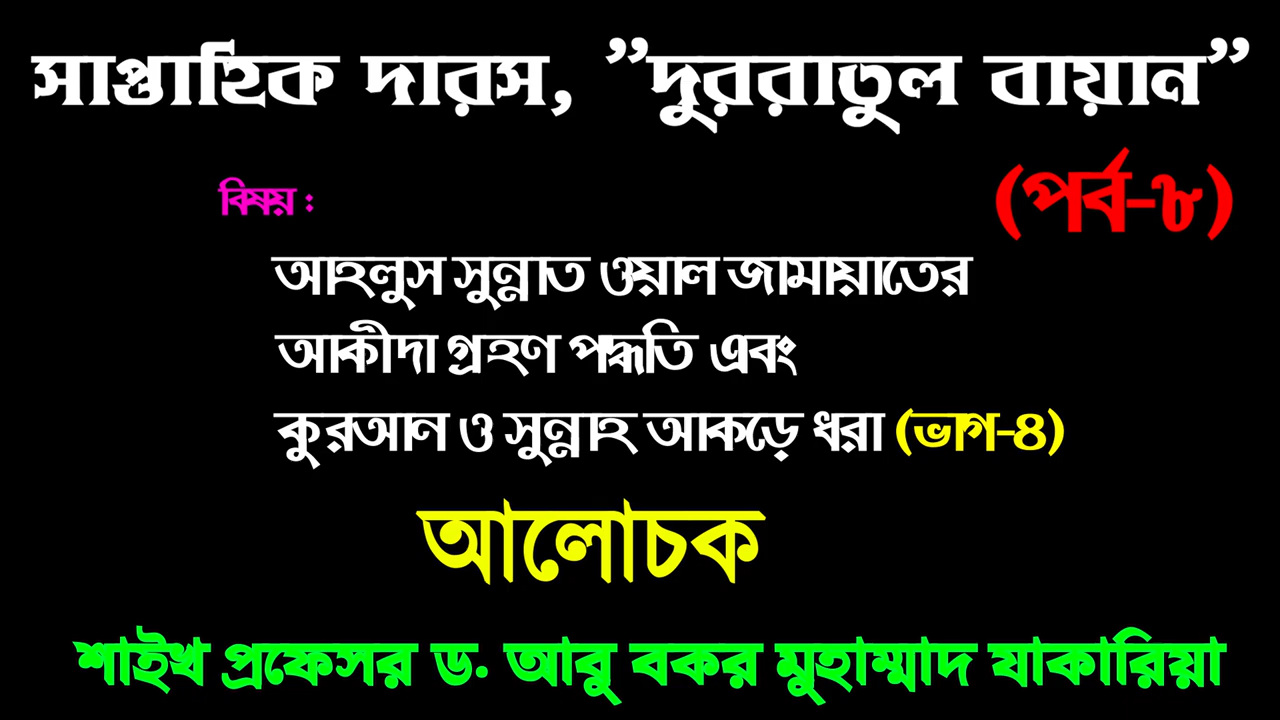 সাপ্তাহিক দারস, ”দুররাতুল বায়ান”
(পর্ব-৮)
বিষয় :
আহলুস সুন্নাত ওয়াল জামায়াতের
আকীদা গ্রহণ পদ্ধতি এবং
কুরআন ও সুন্নাহ আকড়ে ধরা (ভাগ-৪)
আলোচক
শাইখ প্রফেসর ড. আবু বকর মুহাম্মাদ যাকারিয়া